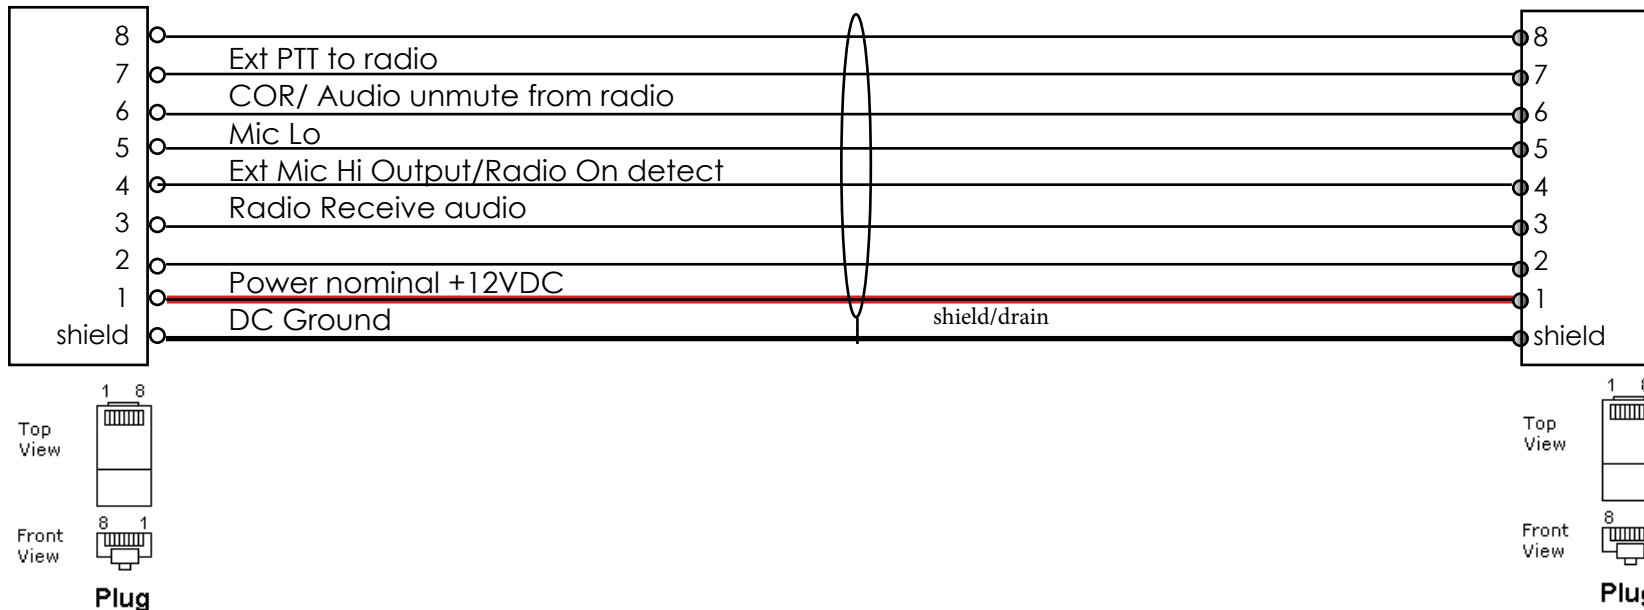 8 8
Ext PTT to radio
7 7
COR/ Audio unmute from radio
6 6
Mic Lo
5 5
Ext Mic Hi Output/Radio On detect
4 4
Radio Receive audio
3 3
2 2
Power nominal +12VDC
1 1
DC Ground shield/drain
shield shield
1 8 1 8
Top Top
View View
8 1 8
Front Front
View View
Plug Plug